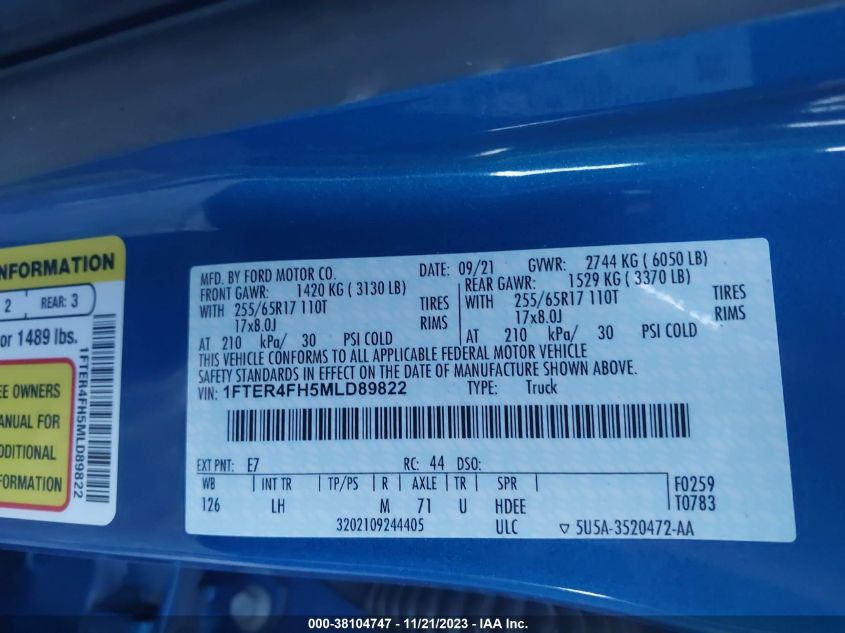 INFORMATION
2 REAR: 3
or 1489 lbs.
EE OWNERS
ANUAL FOR
DDITIONAL
FORMATION
1FTER4FH5MLD89822
MFG. BY FORD MOTOR CO. DATE: 09/21 GVWR: 2744 KG ( 6050 LB)
FRONT GAWR: 1420 KG ( 3130 LB) REAR GAWR: 1529 KG ( 3370 LB)
WITH 255/65R17 110T TIRES WITH 255/65R17 110T TIRES
17x8.0J RIMS 17x8.0J RIMS
AT 210 kPa/ 30 PSI COLD AT 210 kPa/ 30 PSI COLD
THIS VEHICLE CONFORMS TO ALL APPLICABLE FEDERAL MOTOR VEHICLE
SAFETY STANDARDS IN EFFECT ON THE DATE OF MANUFACTURE SHOWN ABOVE.
VIN: 1FTER4FH5MLD89822 TYPE: Truck
EXT PNT: E7 RC: 44 DSO:
WB INT TR TP/PS R AXLE TR SPR F0259
126 LH M 71 U HDEE T0783
3202109244405 ULC ▽ 5U5A-3520472-AA
000-38104747 - 11/21/2023 - IAA Inc.